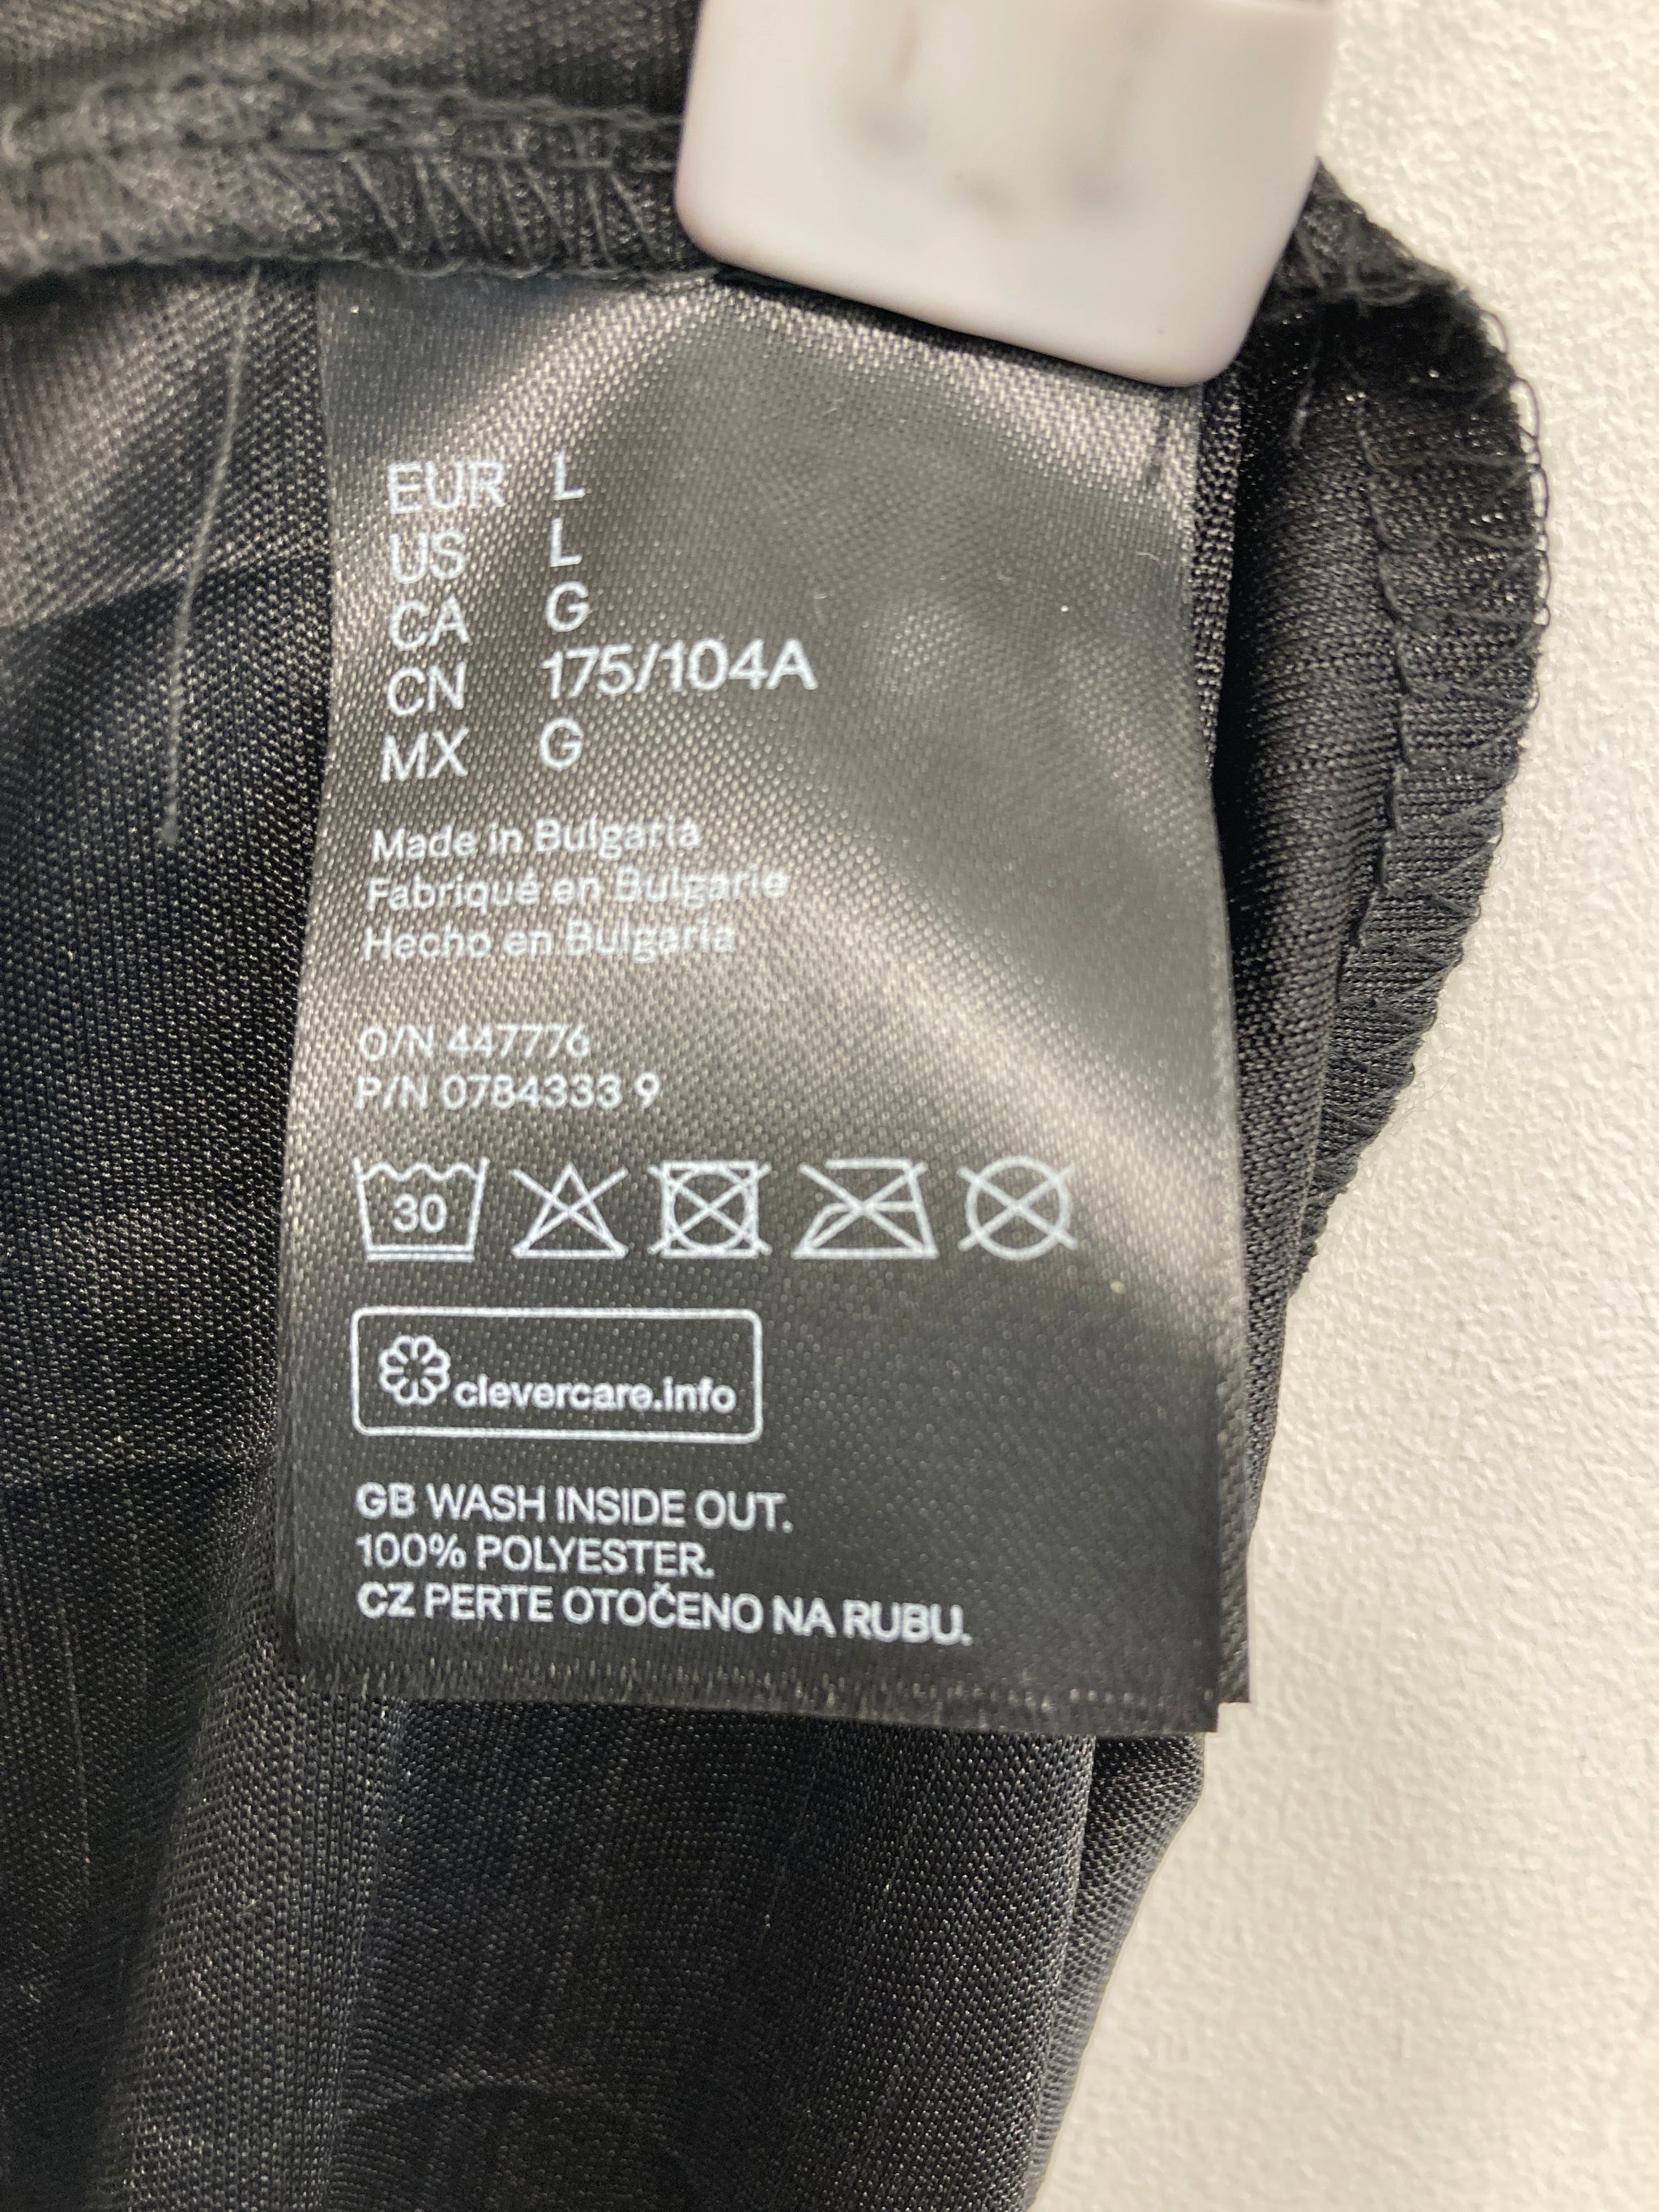 EUR L
US L
CA G
CN 175/104A
MX G
Made in Bulgaria
Fabriqué en Bulgarie
Hecho en Bulgaria
O/N 447776
P/N 0784333 9
30
clevercare.info
GB WASH INSIDE OUT.
100% POLYESTER.
CZ PERTE OTOČENO NA RUBU.